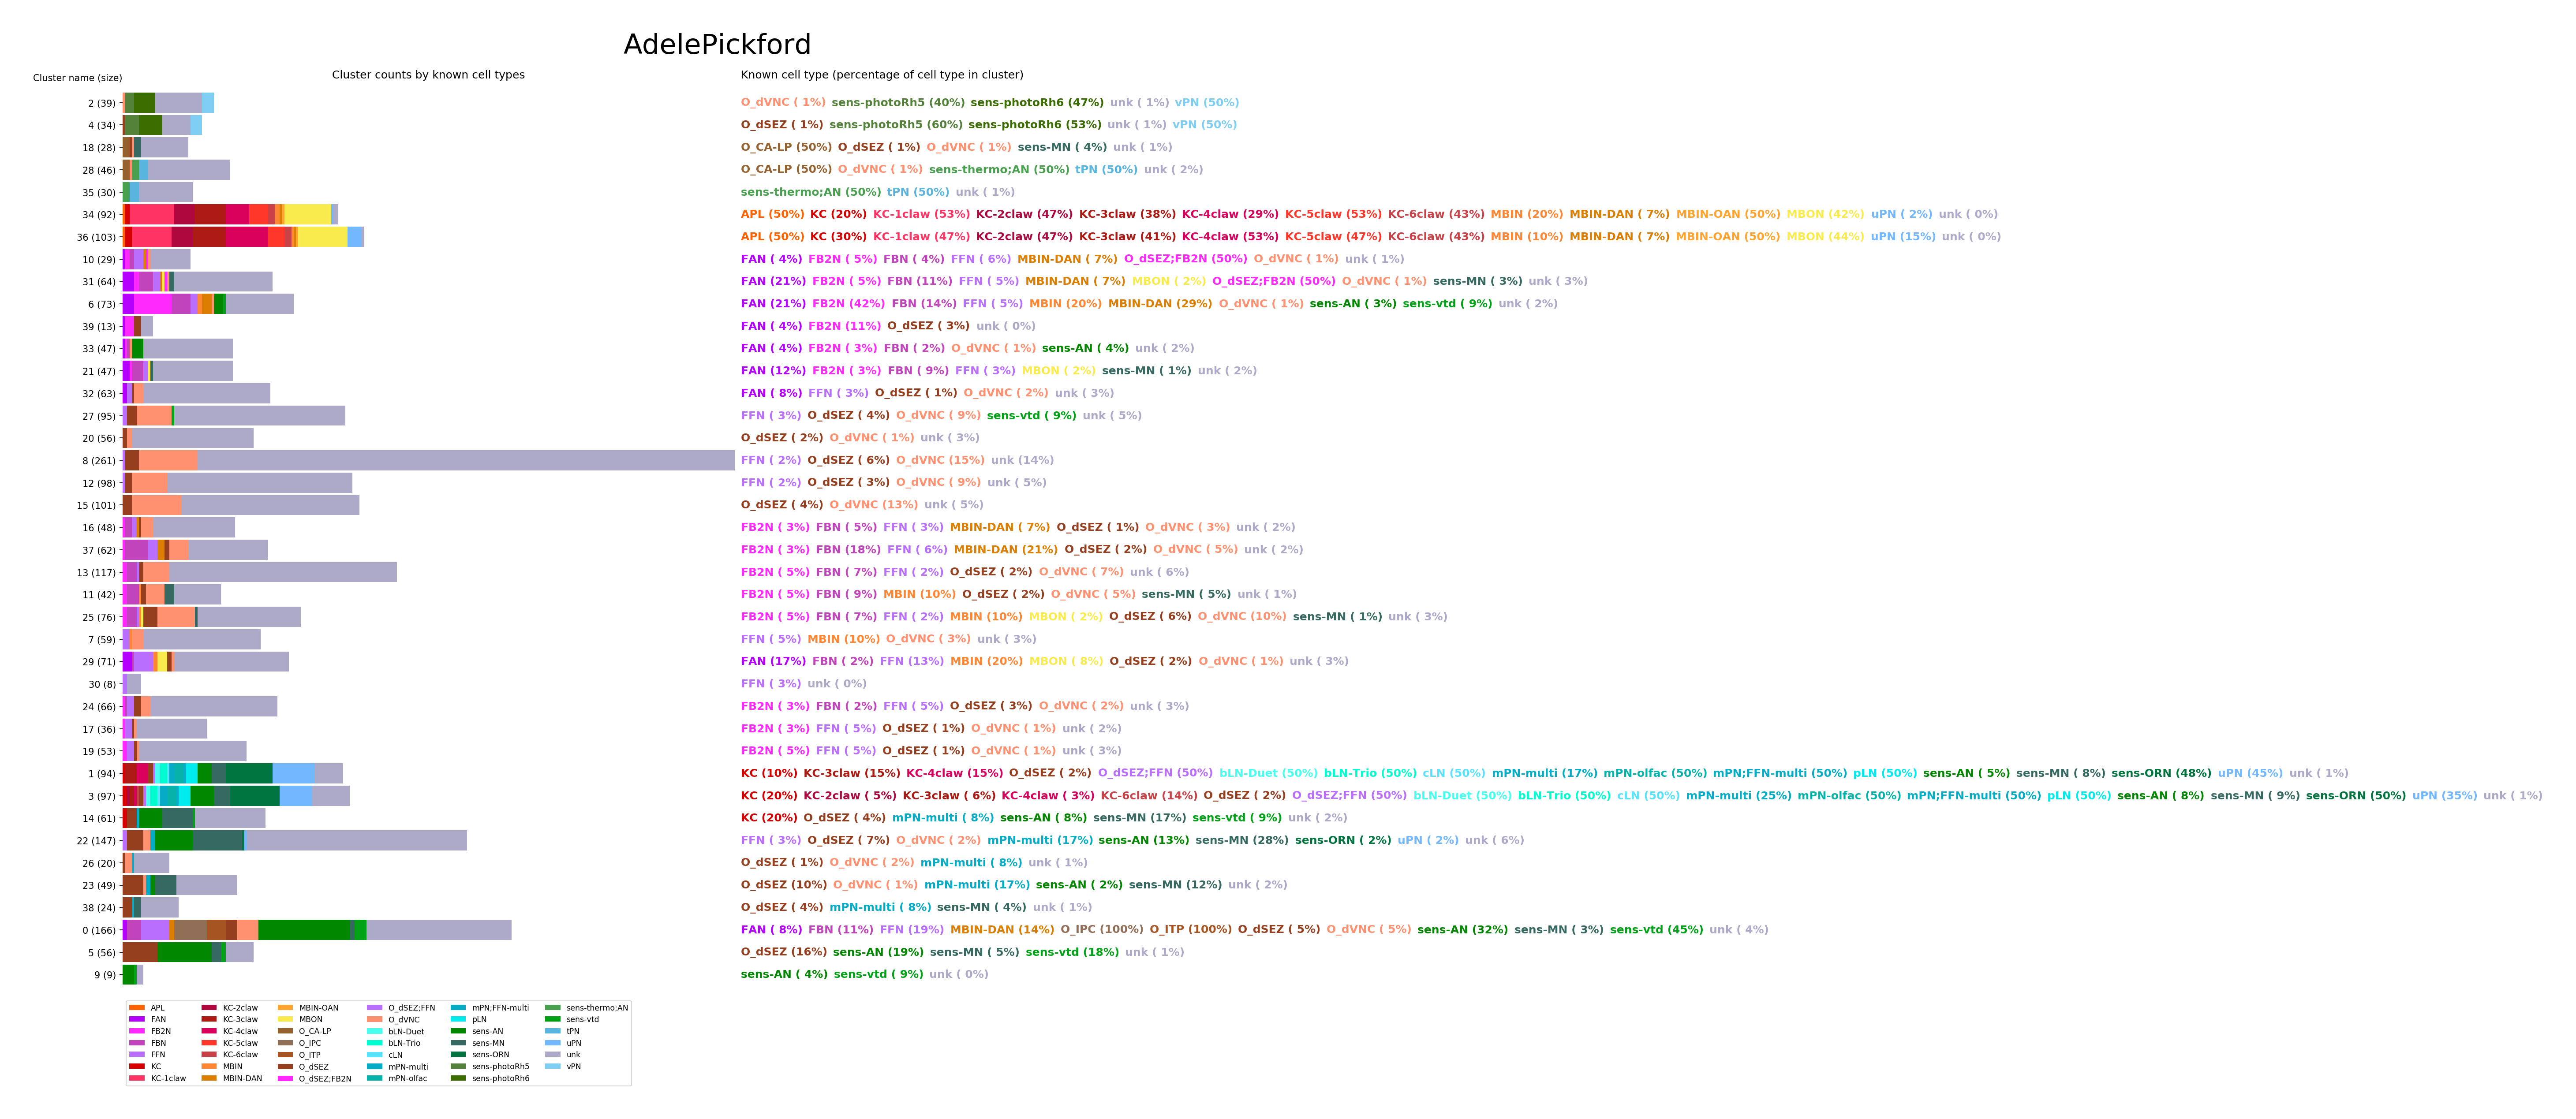 AdelePickford
Cluster name (size) Cluster counts by known cell types Known cell type (percentage of cell type in cluster)
2 (39) O_dVNC ( 1%) sens-photoRh5 (40%) sens-photoRh6 (47%) unk ( 1%) vPN (50%)
4 (34) O_dSEZ ( 1%) sens-photoRh5 (60%) sens-photoRh6 (53%) unk ( 1%) vPN (50%)
18 (28) O_CA-LP (50%) O_dSEZ ( 1%) O_dVNC ( 1%) sens-MN ( 4%) unk ( 1%)
28 (46) O_CA-LP (50%) O_dVNC ( 1%) sens-thermo;AN (50%) tPN (50%) unk ( 2%)
35 (30) sens-thermo;AN (50%) tPN (50%) unk ( 1%)
34 (92) APL (50%) KC (20%) KC-1claw (53%) KC-2claw (47%) KC-3claw (38%) KC-4claw (29%) KC-5claw (53%) KC-6claw (43%) MBIN (20%) MBIN-DAN ( 7%) MBIN-OAN (50%) MBON (42%) uPN ( 2%) unk ( 0%)
36 (103) APL (50%) KC (30%) KC-1claw (47%) KC-2claw (47%) KC-3claw (41%) KC-4claw (53%) KC-5claw (47%) KC-6claw (43%) MBIN (10%) MBIN-DAN ( 7%) MBIN-OAN (50%) MBON (44%) uPN (15%) unk ( 0%)
10 (29) FAN ( 4%) FB2N ( 5%) FBN ( 4%) FFN ( 6%) MBIN-DAN ( 7%) O_dSEZ;FB2N (50%) O_dVNC ( 1%) unk ( 1%)
31 (64) FAN (21%) FB2N ( 5%) FBN (11%) FFN ( 5%) MBIN-DAN ( 7%) MBON ( 2%) O_dSEZ;FB2N (50%) O_dVNC ( 1%) sens-MN ( 3%) unk ( 3%)
6 (73) FAN (21%) FB2N (42%) FBN (14%) FFN ( 5%) MBIN (20%) MBIN-DAN (29%) O_dVNC ( 1%) sens-AN ( 3%) sens-vtd ( 9%) unk ( 2%)
39 (13) FAN ( 4%) FB2N (11%) O_dSEZ ( 3%) unk ( 0%)
33 (47) FAN ( 4%) FB2N ( 3%) FBN ( 2%) O_dVNC ( 1%) sens-AN ( 4%) unk ( 2%)
21 (47) FAN (12%) FB2N ( 3%) FBN ( 9%) FFN ( 3%) MBON ( 2%) sens-MN ( 1%) unk ( 2%)
32 (63) FAN ( 8%) FFN ( 3%) O_dSEZ ( 1%) O_dVNC ( 2%) unk ( 3%)
27 (95) FFN ( 3%) O_dSEZ ( 4%) O_dVNC ( 9%) sens-vtd ( 9%) unk ( 5%)
20 (56) O_dSEZ ( 2%) O_dVNC ( 1%) unk ( 3%)
8 (261) FFN ( 2%) O_dSEZ ( 6%) O_dVNC (15%) unk (14%)
12 (98) FFN ( 2%) O_dSEZ ( 3%) O_dVNC ( 9%) unk ( 5%)
15 (101) O_dSEZ ( 4%) O_dVNC (13%) unk ( 5%)
16 (48) FB2N ( 3%) FBN ( 5%) FFN ( 3%) MBIN-DAN ( 7%) O_dSEZ ( 1%) O_dVNC ( 3%) unk ( 2%)
37 (62) FB2N ( 3%) FBN (18%) FFN ( 6%) MBIN-DAN (21%) O_dSEZ ( 2%) O_dVNC ( 5%) unk ( 2%)
13 (117) FB2N ( 5%) FBN ( 7%) FFN ( 2%) O_dSEZ ( 2%) O_dVNC ( 7%) unk ( 6%)
11 (42) FB2N ( 5%) FBN ( 9%) MBIN (10%) O_dSEZ ( 2%) O_dVNC ( 5%) sens-MN ( 5%) unk ( 1%)
25 (76) FB2N ( 5%) FBN ( 7%) FFN ( 2%) MBIN (10%) MBON ( 2%) O_dSEZ ( 6%) O_dVNC (10%) sens-MN ( 1%) unk ( 3%)
7 (59) FFN ( 5%) MBIN (10%) O_dVNC ( 3%) unk ( 3%)
29 (71) FAN (17%) FBN ( 2%) FFN (13%) MBIN (20%) MBON ( 8%) O_dSEZ ( 2%) O_dVNC ( 1%) unk ( 3%)
30 (8) FFN ( 3%) unk ( 0%)
24 (66) FB2N ( 3%) FBN ( 2%) FFN ( 5%) O_dSEZ ( 3%) O_dVNC ( 2%) unk ( 3%)
17 (36) FB2N ( 3%) FFN ( 5%) O_dSEZ ( 1%) O_dVNC ( 1%) unk ( 2%)
19 (53) FB2N ( 5%) FFN ( 5%) O_dSEZ ( 1%) O_dVNC ( 1%) unk ( 3%)
1 (94) KC (10%) KC-3claw (15%) KC-4claw (15%) O_dSEZ ( 2%) O_dSEZ;FFN (50%) bLN-Duet (50%) bLN-Trio (50%) cLN (50%) mPN-multi (17%) mPN-olfac (50%) mPN;FFN-multi (50%) pLN (50%) sens-AN ( 5%) sens-MN ( 8%) sens-ORN (48%) uPN (45%) unk ( 1%)
3 (97) KC (20%) KC-2claw ( 5%) KC-3claw ( 6%) KC-4claw ( 3%) KC-6claw (14%) O_dSEZ ( 2%) O_dSEZ;FFN (50%) bLN-Duet (50%) bLN-Trio (50%) cLN (50%) mPN-multi (25%) mPN-olfac (50%) mPN;FFN-multi (50%) pLN (50%) sens-AN ( 8%) sens-MN ( 9%) sens-ORN (50%) uPN (35%) unk ( 1%)
14 (61) KC (20%) O_dSEZ ( 4%) mPN-multi ( 8%) sens-AN ( 8%) sens-MN (17%) sens-vtd ( 9%) unk ( 2%)
22 (147) FFN ( 3%) O_dSEZ ( 7%) O_dVNC ( 2%) mPN-multi (17%) sens-AN (13%) sens-MN (28%) sens-ORN ( 2%) uPN ( 2%) unk ( 6%)
26 (20) O_dSEZ ( 1%) O_dVNC ( 2%) mPN-multi ( 8%) unk ( 1%)
23 (49) O_dSEZ (10%) O_dVNC ( 1%) mPN-multi (17%) sens-AN ( 2%) sens-MN (12%) unk ( 2%)
38 (24) O_dSEZ ( 4%) mPN-multi ( 8%) sens-MN ( 4%) unk ( 1%)
0 (166) FAN ( 8%) FBN (11%) FFN (19%) MBIN-DAN (14%) O_IPC (100%) O_ITP (100%) O_dSEZ ( 5%) O_dVNC ( 5%) sens-AN (32%) sens-MN ( 3%) sens-vtd (45%) unk ( 4%)
5 (56) O_dSEZ (16%) sens-AN (19%) sens-MN ( 5%) sens-vtd (18%) unk ( 1%)
9 (9) sens-AN ( 4%) sens-vtd ( 9%) unk ( 0%)
APL KC-2claw MBIN-OAN O_dSEZ;FFN mPN;FFN-multi sens-thermo;AN
FAN KC-3claw MBON O_dVNC pLN sens-vtd
FB2N KC-4claw O_CA-LP bLN-Duet sens-AN tPN
FBN KC-5claw O_IPC bLN-Trio sens-MN uPN
FFN KC-6claw O_ITP cLN sens-ORN unk
KC MBIN O_dSEZ mPN-multi sens-photoRh5 vPN
KC-1claw MBIN-DAN O_dSEZ;FB2N mPN-olfac sens-photoRh6